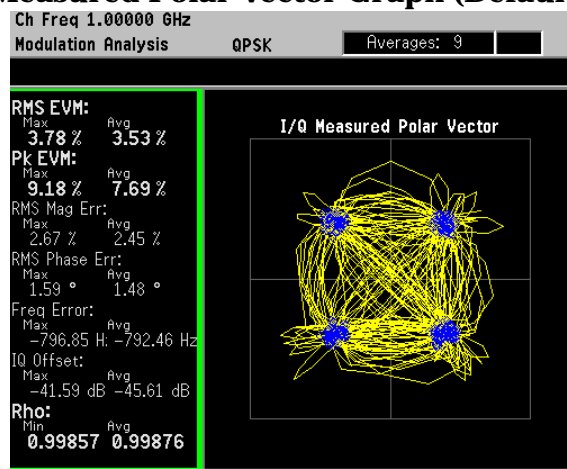 Measured Polar Vector Graph (Defaul
Ch Freq 1.00000 GHz
Modulation Analysis QPSK Averages: 9
RMS EVM:
Max Avg
3.78 % 3.53 %
Pk EVM:
Max Avg
9.18 % 7.69 %
RMS Mag Err:
Max Avg
2.67 % 2.45 %
RMS Phase Err:
Max Avg
1.59 ° 1.48 °
Freq Error:
Max Avg
-796.85 H: -792.46 Hz
IQ Offset:
Max Avg
-41.59 dB -45.61 dB
Rho:
Min Avg
0.99857 0.99876
I/Q Measured Polar Vector